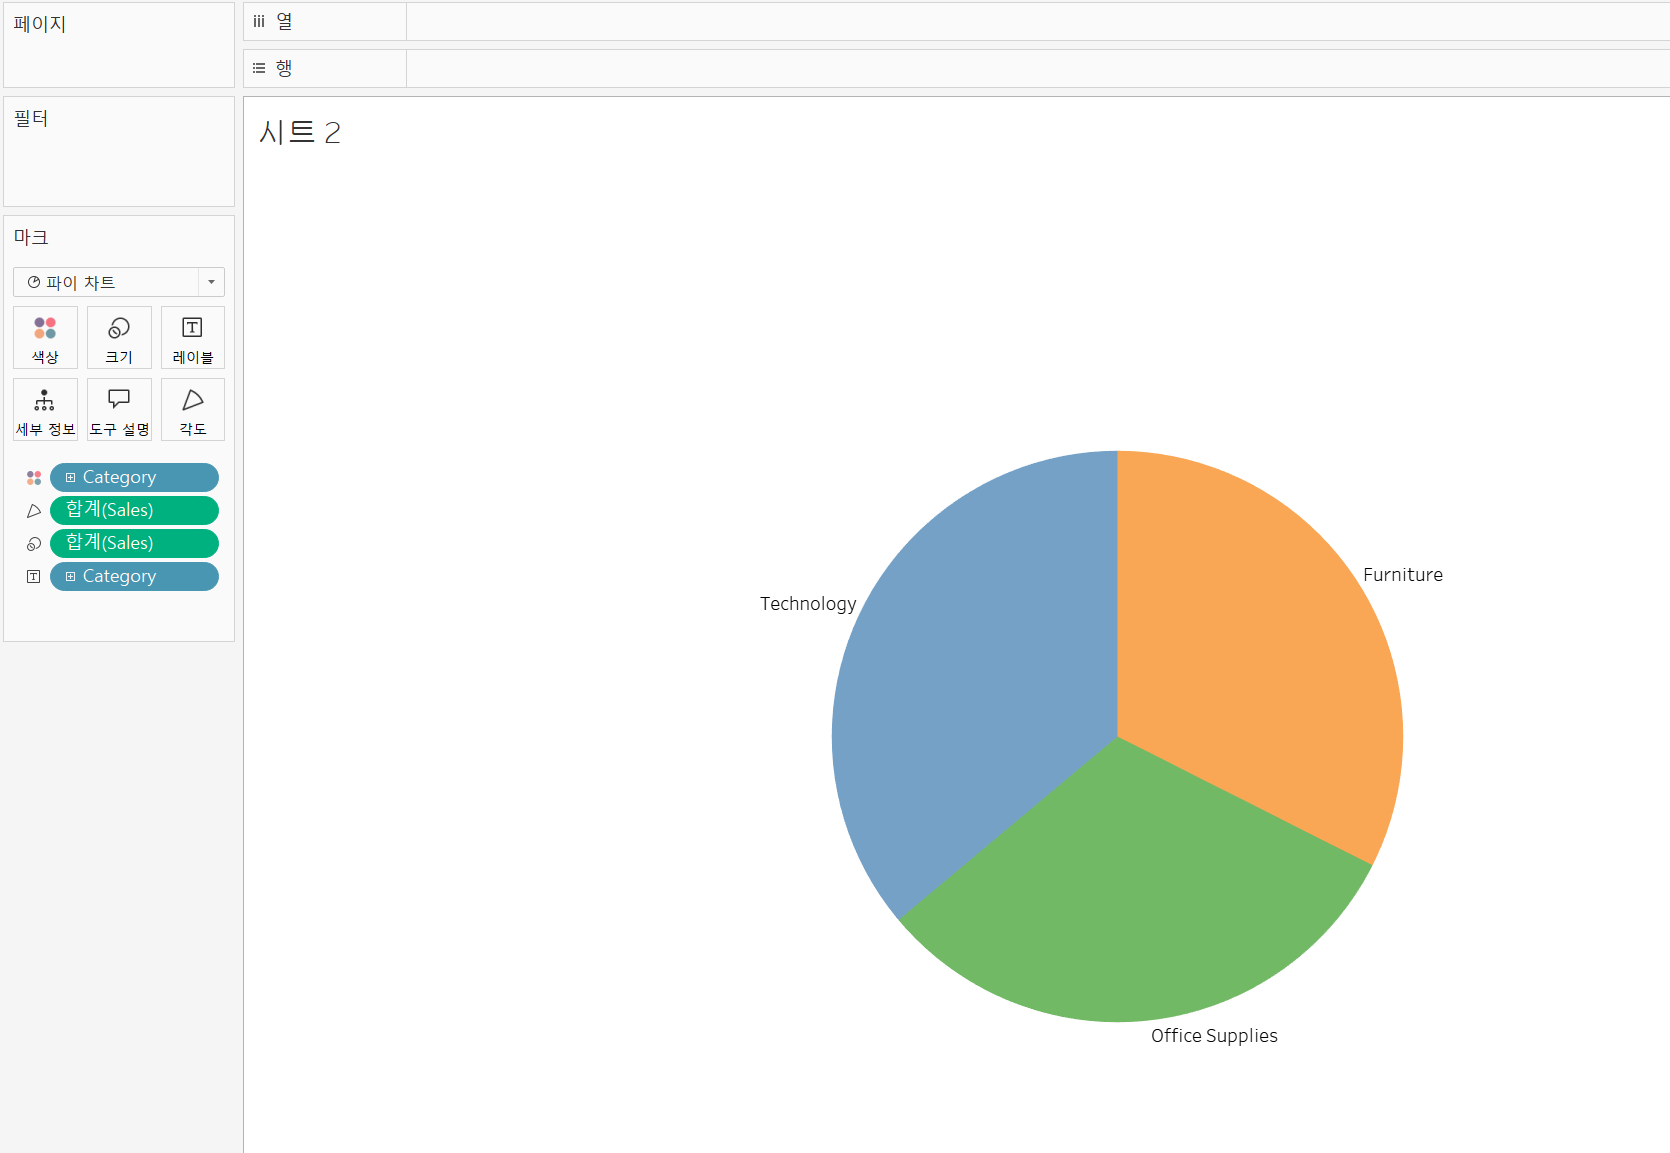 페이지
열
행
필터
시트 2
마크
파이 차트
색상
크기
레이블
세부 정보
도구 설명
각도
Category
합계(Sales)
합계(Sales)
Category
Furniture
Technology
Office Supplies